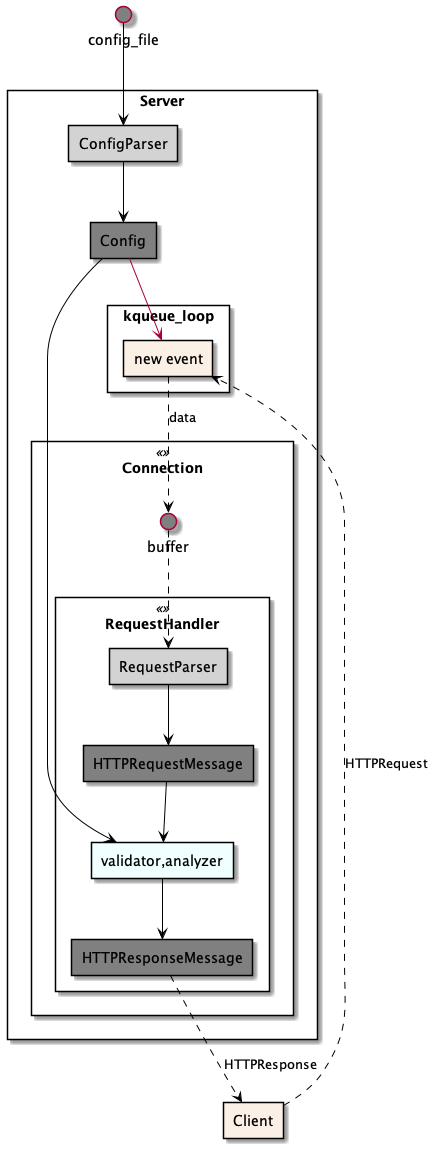 config_file
Server
ConfigParser
Config
kqueue_loop
new event
data
«»
Connection
buffer
«»
RequestHandler
RequestParser
HTTPRequestMessage
HTTPRequest
validator,analyzer
HTTPResponseMessage
HTTPResponse
Client